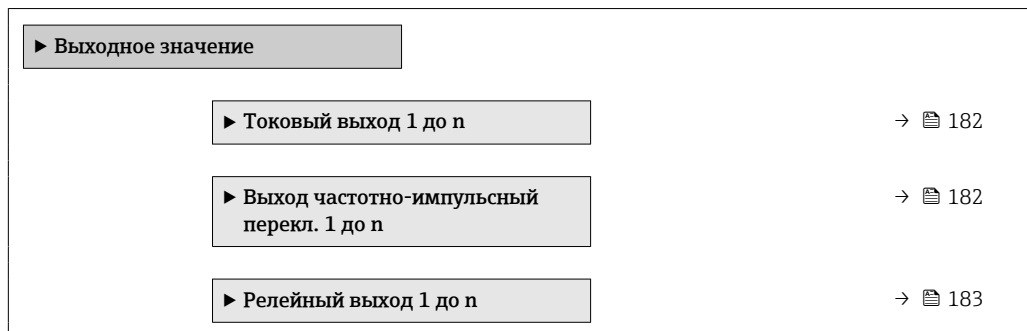 ▶ Выходное значение
▶ Токовый выход 1 до n → 182
▶ Выход частотно-импульсный
перекл. 1 до n → 182
▶ Релейный выход 1 до n → 183